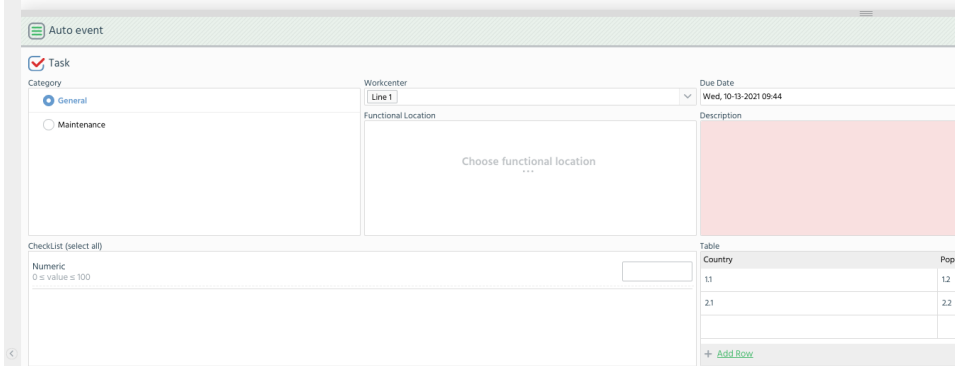 Auto event
Task
Category
Workcenter
Due Date
General
Line 1
Wed, 10-13-2021 09:44
Functional Location
Description
Maintenance
Choose functional location
...
CheckList (select all)
Table
Numeric
0 ≤ value ≤ 100
Country
Pop
1.1
1.2
2.1
2.2
+ Add Row